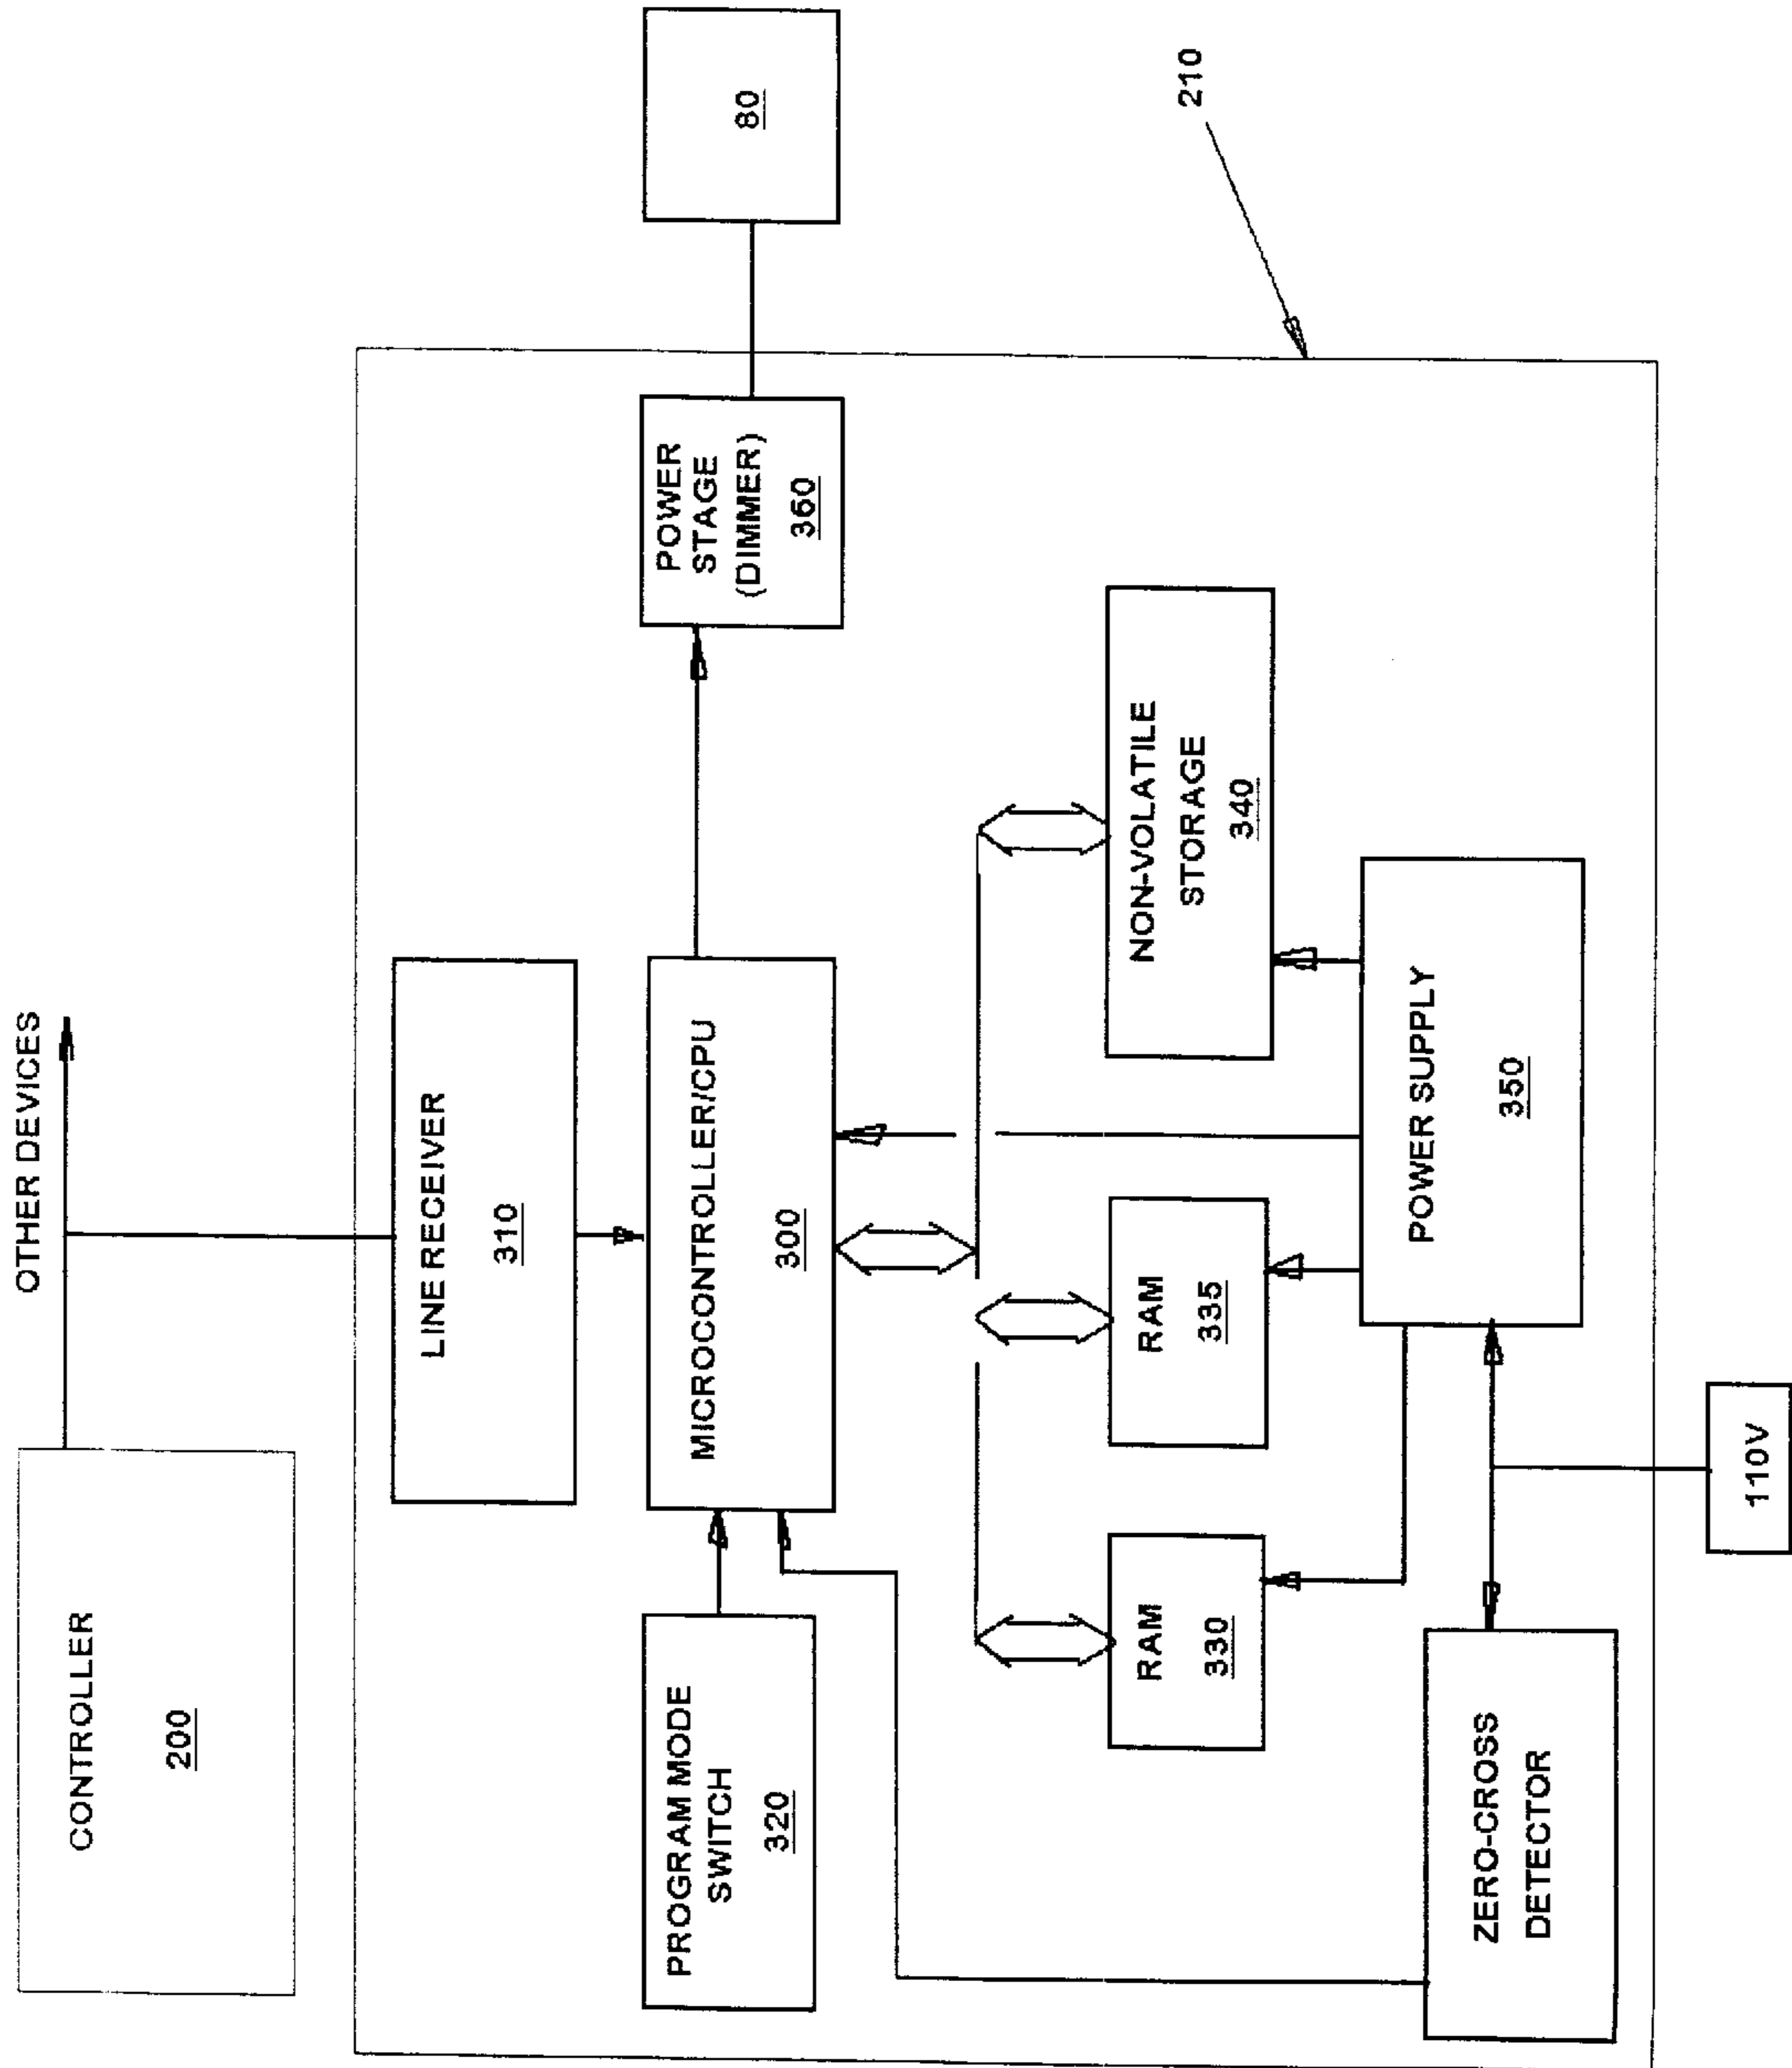 OTHER DEVICES
CONTROLLER
200
LINE RECEIVER
310
PROGRAM MODE
SWITCH
320
MICROCONTROLLER/CPU
300
POWER
STAGE
(DIMMER)
360
80
RAM
330
RAM
335
NON-VOLATILE
STORAGE
340
210
ZERO-CROSS
DETECTOR
POWER SUPPLY
350
110V